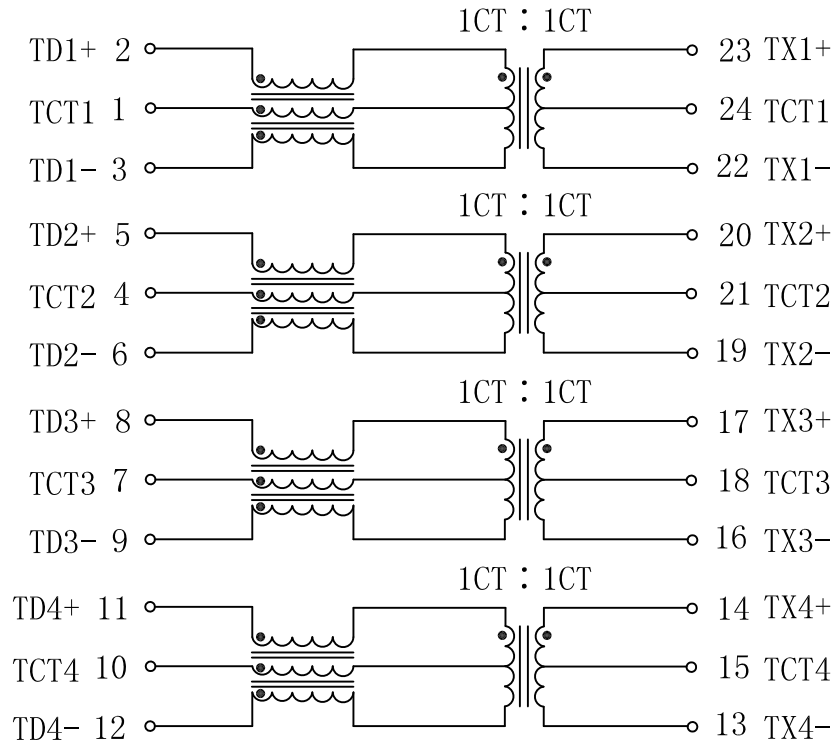 1CT : 1CT
TD1+ 2 23 TX1+
TCT1 1 24 TCT1
TD1- 3 22 TX1-
1CT : 1CT
TD2+ 5 20 TX2+
TCT2 4 21 TCT2
TD2- 6 19 TX2-
1CT : 1CT
TD3+ 8 17 TX3+
TCT3 7 18 TCT3
TD3- 9 16 TX3-
1CT : 1CT
TD4+ 11 14 TX4+
TCT4 10 15 TCT4
TD4- 12 13 TX4-